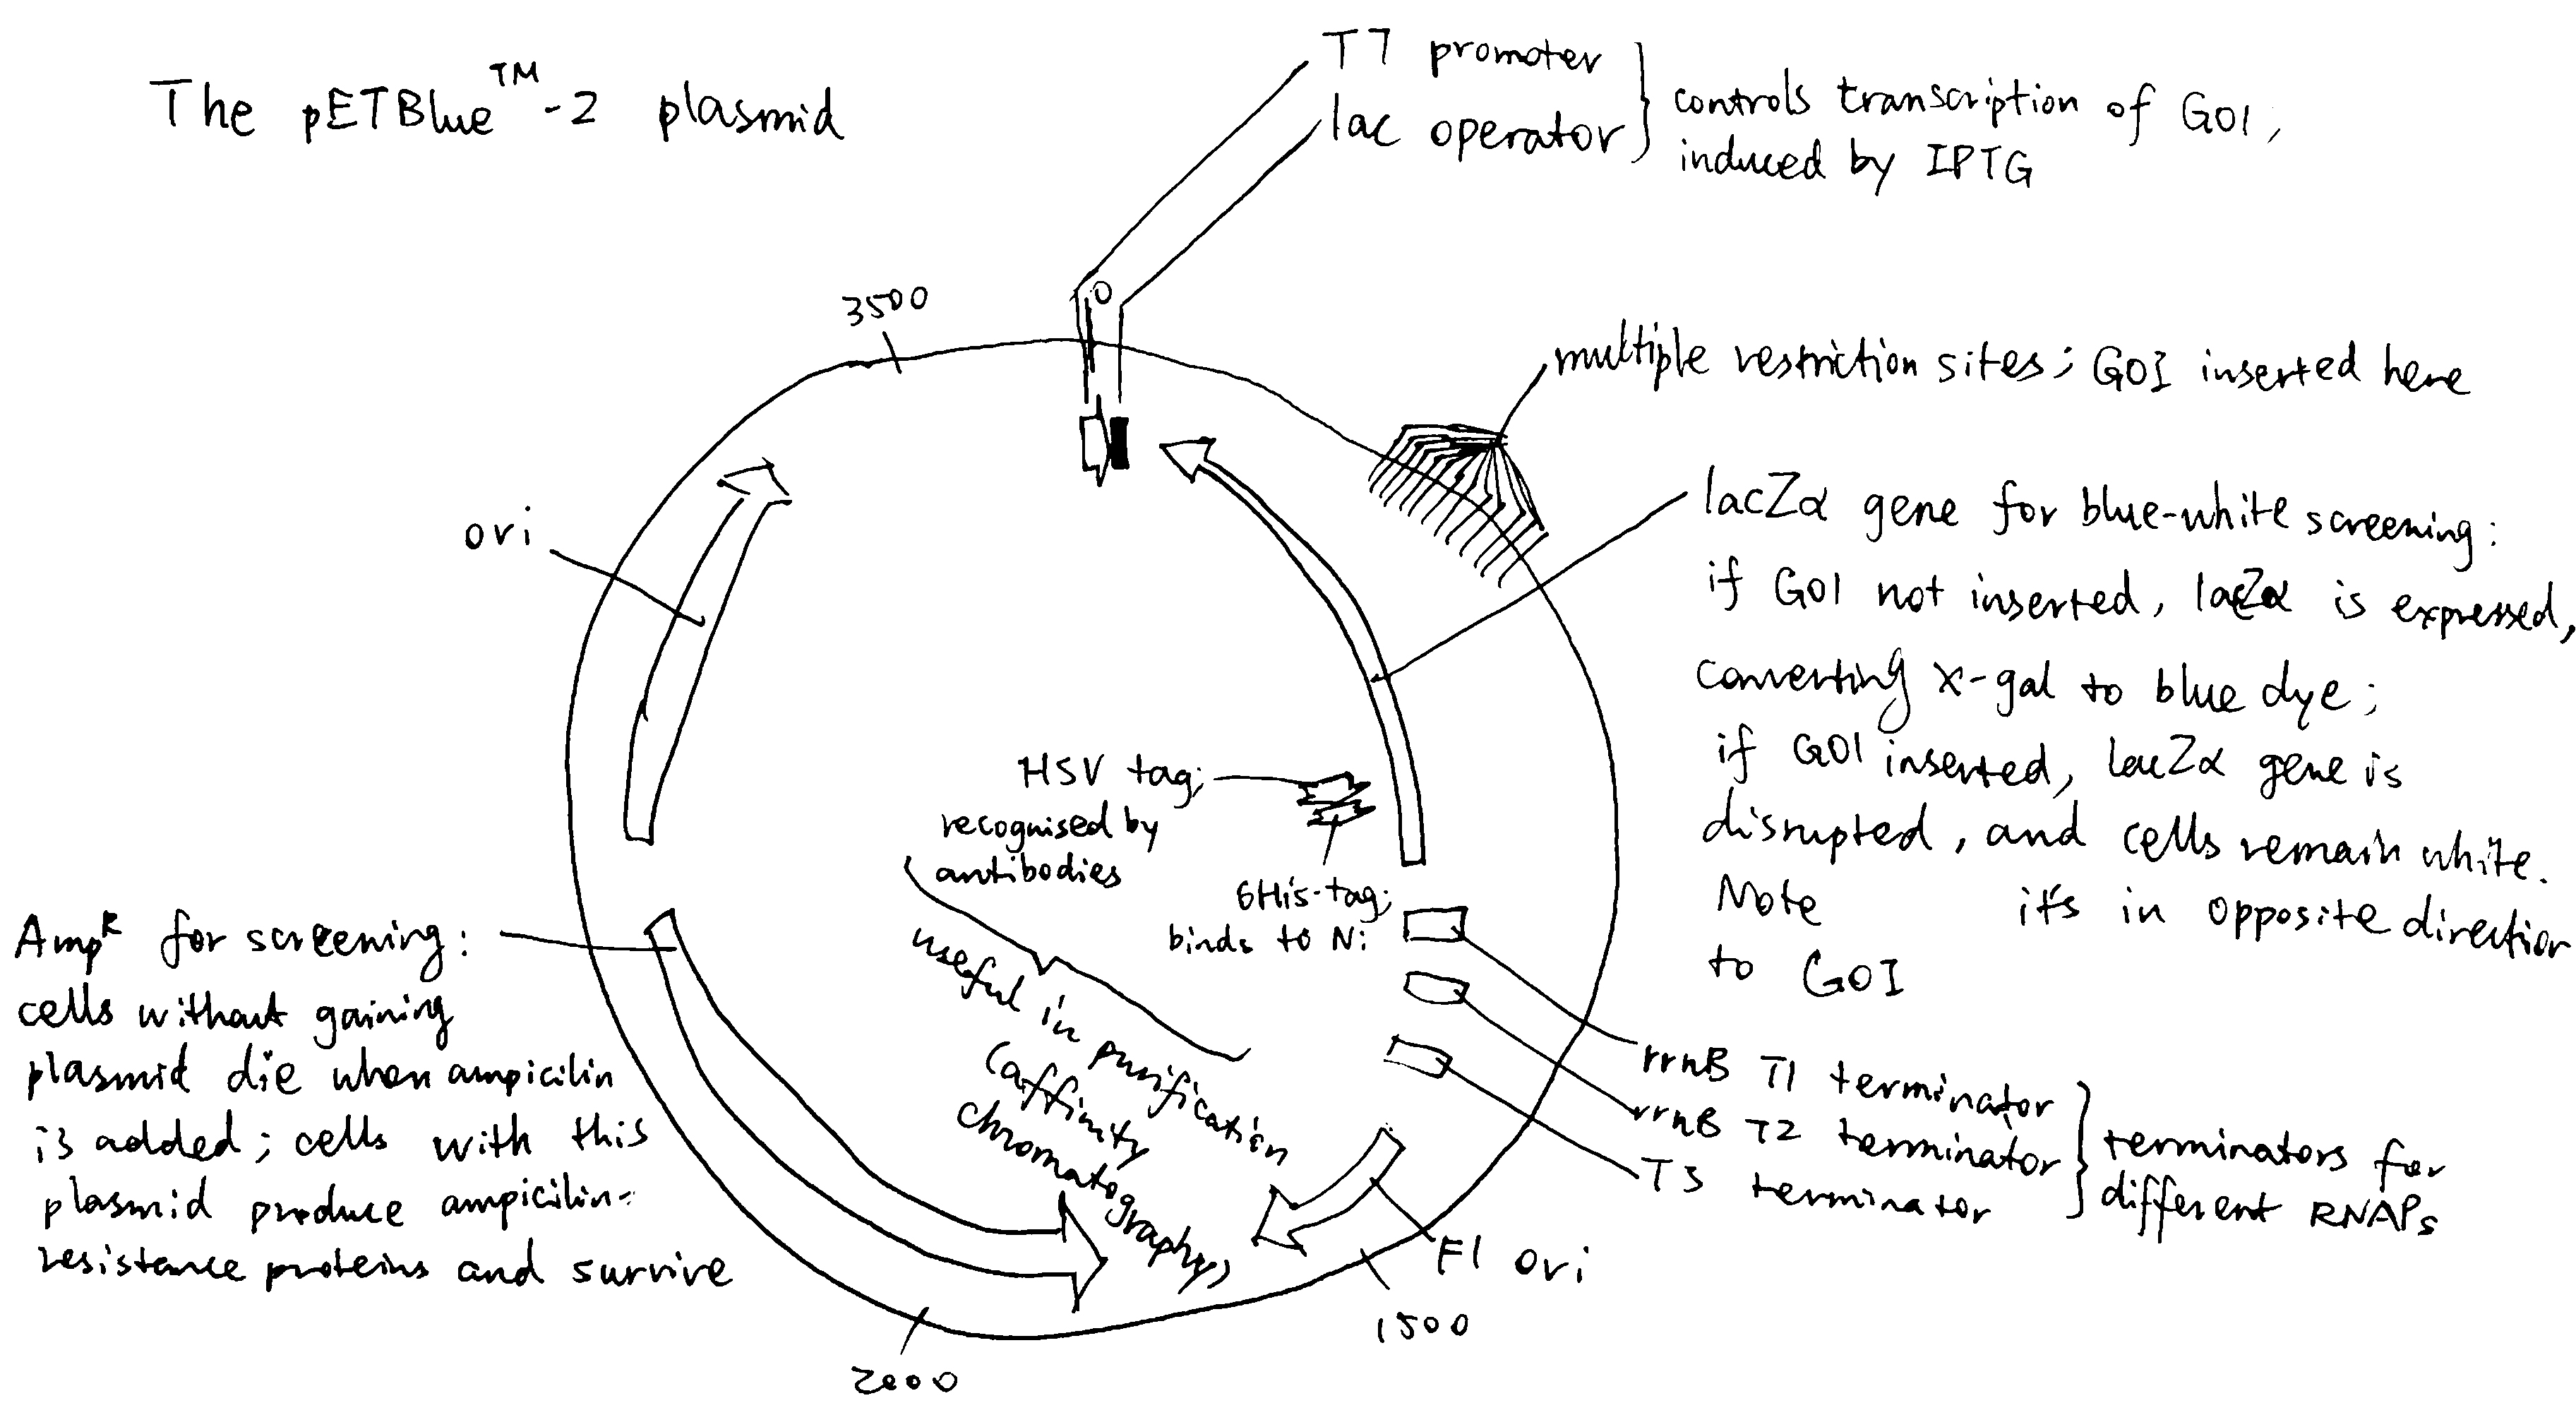 The pETBlue™-2 plasmid
T7 promoter
lac operator
controls transcription of GOI,
induced by IPTG
3500
multiple restriction sites; GOI inserted here
ori
lacZα gene for blue-white screening:
if GOI not inserted, lacZα is expressed,
converting x-gal to blue dye;
if GOI inserted, lacZα gene is
disrupted, and cells remain white.
Note it's in opposite direction
to GOI
HSV tag;
recognised by
antibodies
6His-tag;
binds to Ni
useful in purification
(affinity
chromatography)
AmpR for screening:
cells without gaining
plasmid die when ampicilin
is added; cells with this
plasmid produce ampicilin-
resistance proteins and survive
rrnB T1 terminator
rrnB T2 terminator
T3 terminator
terminators for
different RNAPs
F1 ori
1500
2000